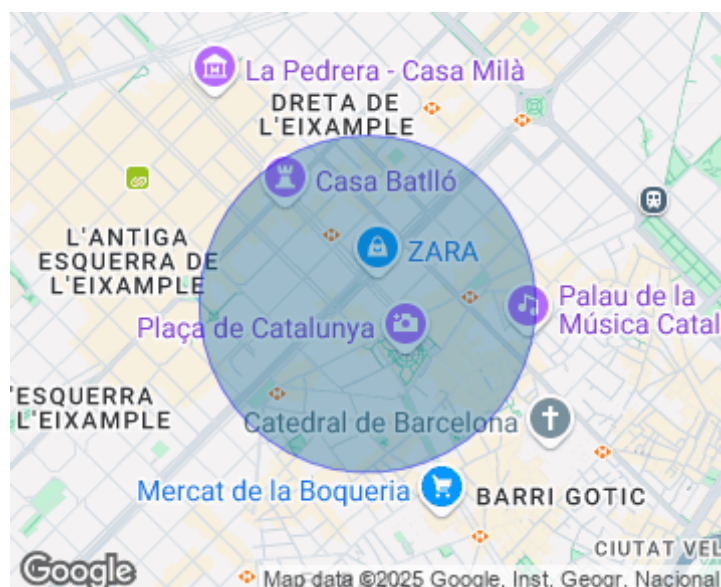 La Pedrera - Casa Milà
DRETA DE
L'EIXAMPLE
Casa Batlló
L'ANTIGA
ESQUERRA DE
L'EIXAMPLE
ZARA
Plaça de Catalunya
Palau de la
Música Catal
'ESQUERRA
L'EIXAMPLE
Catedral de Barcelona
Mercat de la Boqueria
BARRI GOTIC
CIUTAT VEL
Google
Map data ©2025 Google, Inst. Geogr. Nacional